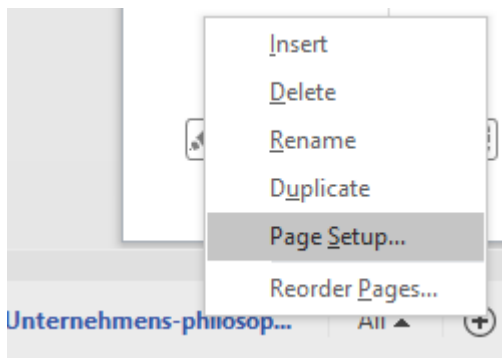 Insert
Delete
Rename
Duplicate
Page Setup...
Reorder Pages...
Unternehmens-philosop... All